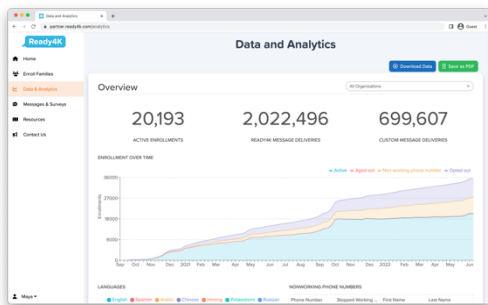 Data and Analytics
partner.ready4k.com/analytics
Guest
Ready4K
Home
Enroll Families
Data & Analytics
Messages & Surveys
Resources
Contact Us
Maya
Data and Analytics
Download Data
Save as PDF
Overview
All Organizations
20,193
ACTIVE ENROLLMENTS
2,022,496
READY4K MESSAGE DELIVERIES
699,607
CUSTOM MESSAGE DELIVERIES
ENROLLMENT OVER TIME
Active Aged out Non-working phone number Opted out
Enrollments
36000
27000
18000
9000
0
Sep Oct Nov Dec 2021 Feb Mar Apr May Jun Jul Aug Sep Oct Nov Dec 2022 Feb Mar Apr May Jun
LANGUAGES
English Spanish Arabic Chinese Hmong Russian
NONWORKING PHONE NUMBERS
Phone Number Stopped Working ... First Name Last Name